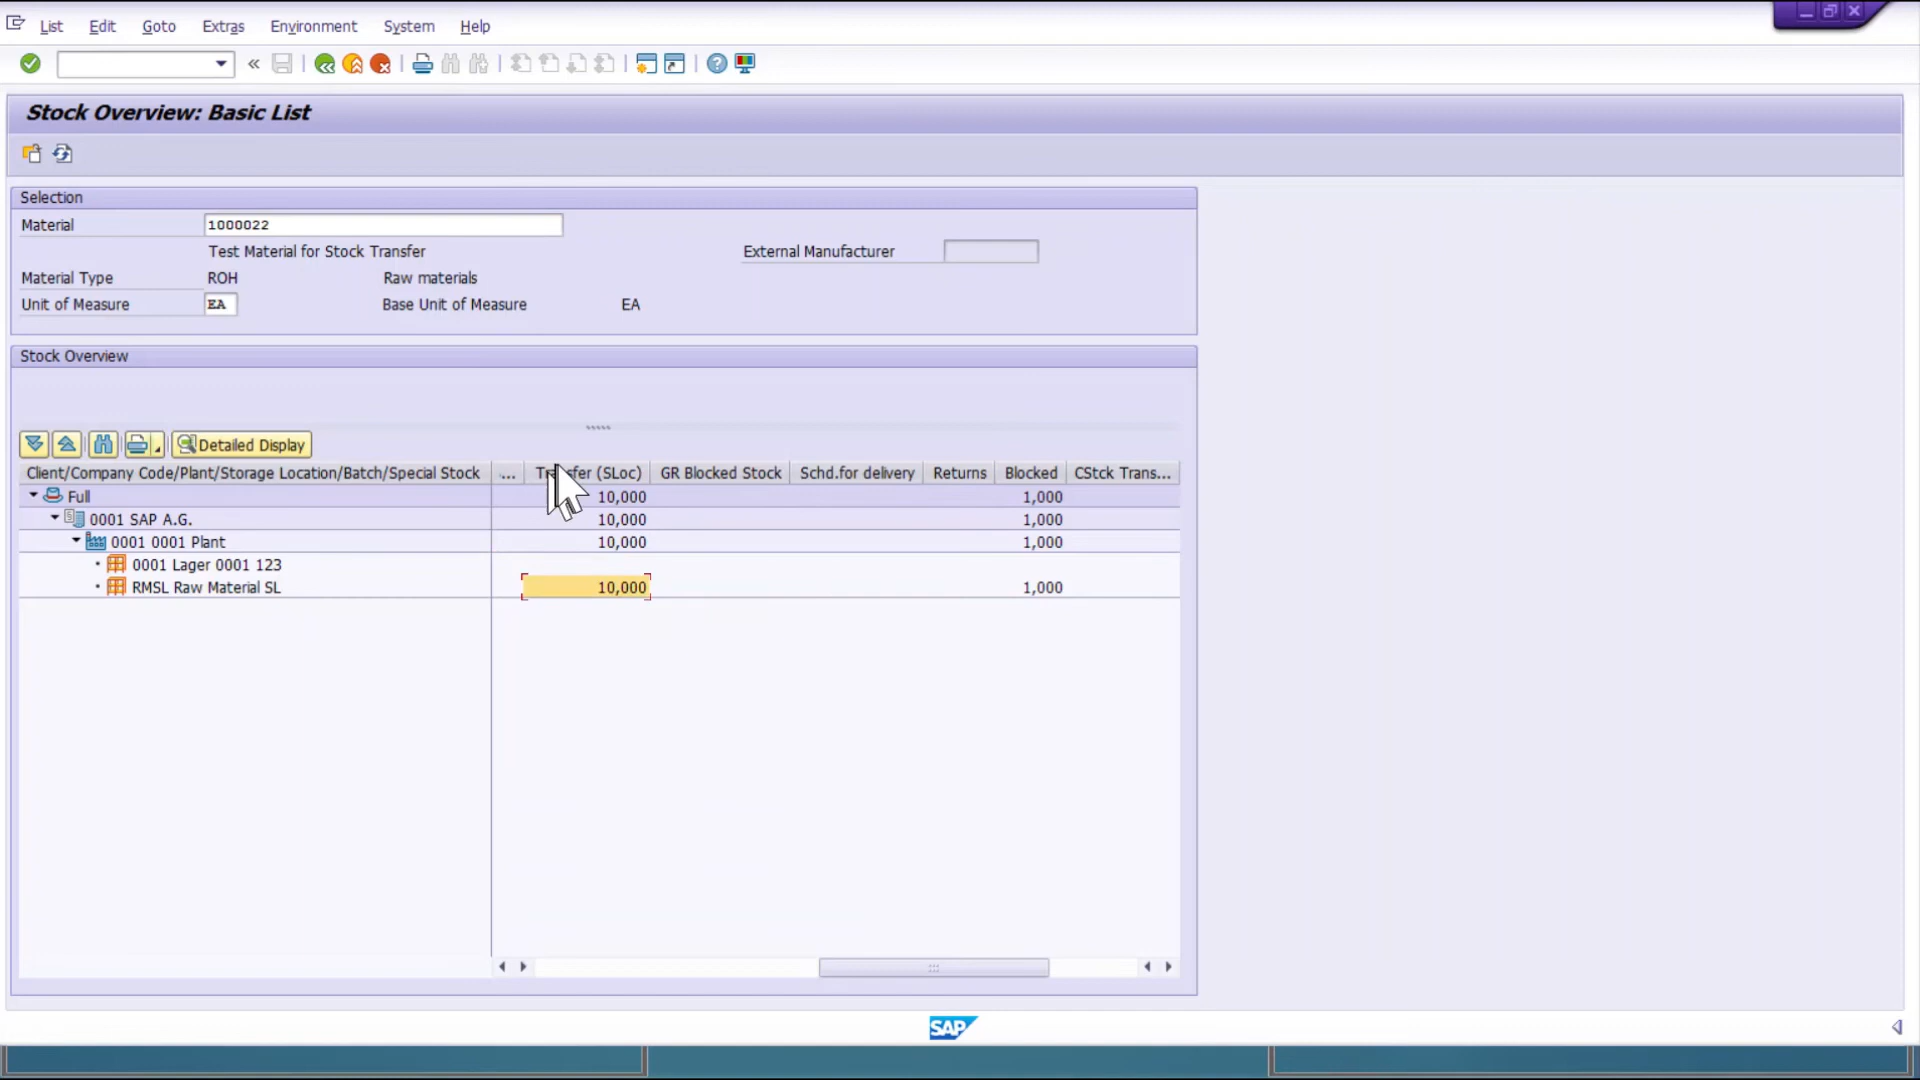 List Edit Goto Extras Environment System Help
Stock Overview: Basic List
Selection
Material 1000022
Test Material for Stock Transfer External Manufacturer
Material Type ROH Raw materials
Unit of Measure EA Base Unit of Measure EA
Stock Overview
Detailed Display
Client/Company Code/Plant/Storage Location/Batch/Special Stock ... (SLoc) GR Blocked Stock Schd.for delivery Returns Blocked CStck Trans...
Full 10,000 1,000
0001 SAP A.G. 10,000 1,000
0001 0001 Plant 10,000 1,000
0001 Lager 0001 123
RMSL Raw Material SL 10,000 1,000
SAP